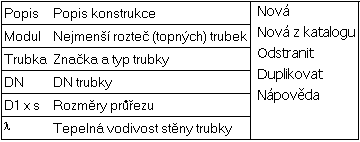 Popis Popis konstrukce
Modul Nejmenší rozteč (topných) trubek
Trubka Značka a typ trubky
DN DN trubky
D1 x s Rozměry průřezu
λ Tepelná vodivost stěny trubky
Nová
Nová z katalogu
Odstranit
Duplikovat
Nápověda